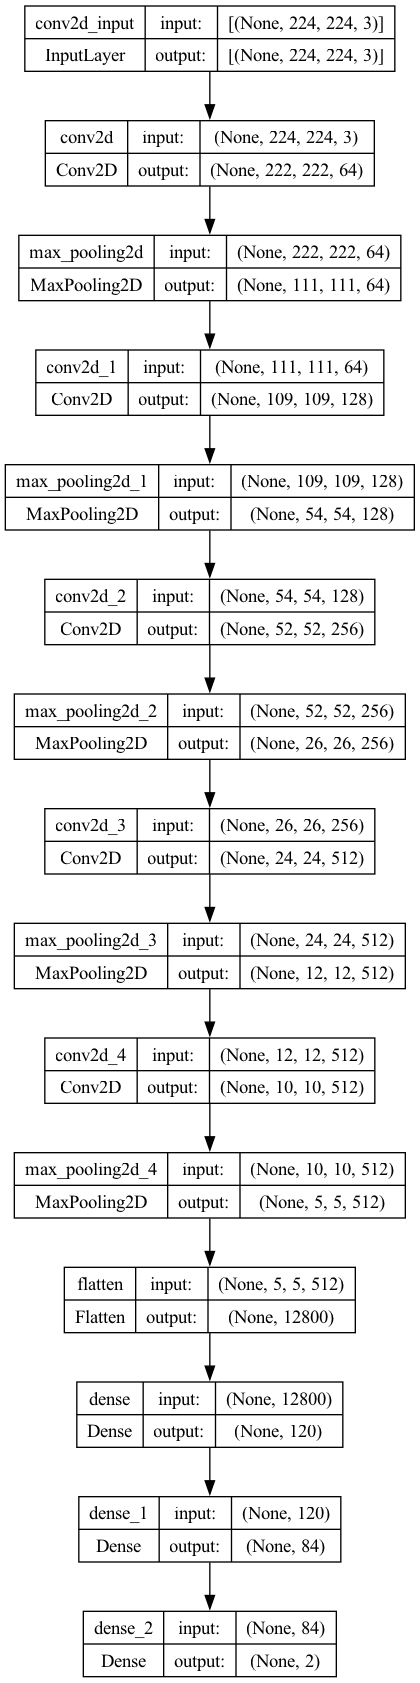 conv2d_input input: [(None, 224, 224, 3)]
InputLayer output: [(None, 224, 224, 3)]
conv2d input: (None, 224, 224, 3)
Conv2D output: (None, 222, 222, 64)
max_pooling2d input: (None, 222, 222, 64)
MaxPooling2D output: (None, 111, 111, 64)
conv2d_1 input: (None, 111, 111, 64)
Conv2D output: (None, 109, 109, 128)
max_pooling2d_1 input: (None, 109, 109, 128)
MaxPooling2D output: (None, 54, 54, 128)
conv2d_2 input: (None, 54, 54, 128)
Conv2D output: (None, 52, 52, 256)
max_pooling2d_2 input: (None, 52, 52, 256)
MaxPooling2D output: (None, 26, 26, 256)
conv2d_3 input: (None, 26, 26, 256)
Conv2D output: (None, 24, 24, 512)
max_pooling2d_3 input: (None, 24, 24, 512)
MaxPooling2D output: (None, 12, 12, 512)
conv2d_4 input: (None, 12, 12, 512)
Conv2D output: (None, 10, 10, 512)
max_pooling2d_4 input: (None, 10, 10, 512)
MaxPooling2D output: (None, 5, 5, 512)
flatten input: (None, 5, 5, 512)
Flatten output: (None, 12800)
dense input: (None, 12800)
Dense output: (None, 120)
dense_1 input: (None, 120)
Dense output: (None, 84)
dense_2 input: (None, 84)
Dense output: (None, 2)